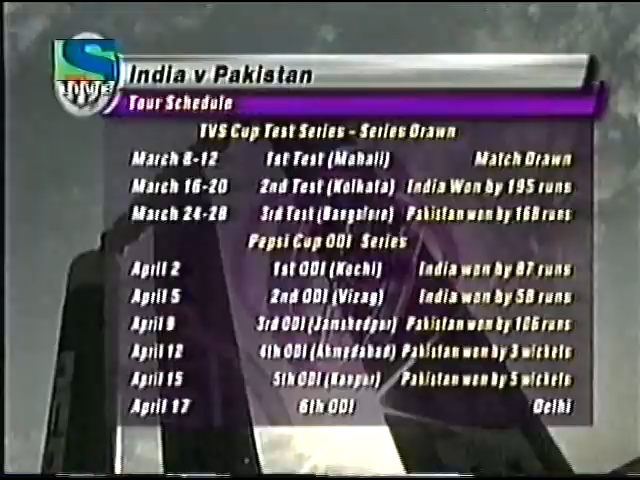 S
LIVE
India v Pakistan
Tour Schedule
TVS Cup Test Series - Series Drawn
March 8-12 1st Test (Mohali) Match Drawn
March 16-20 2nd Test (Kolkata) India Won by 195 runs
March 24-28 3rd Test (Bangalore) Pakistan won by 168 runs
Pepsi Cup ODI Series
April 2 1st ODI (Kochi) India won by 87 runs
April 5 2nd ODI (Vizag) India won by 58 runs
April 9 3rd ODI (Jamshedpur) Pakistan won by 106 runs
April 12 4th ODI (Ahmedabad) Pakistan won by 3 wickets
April 15 5th ODI (Kanpur) Pakistan won by 5 wickets
April 17 6th ODI Delhi